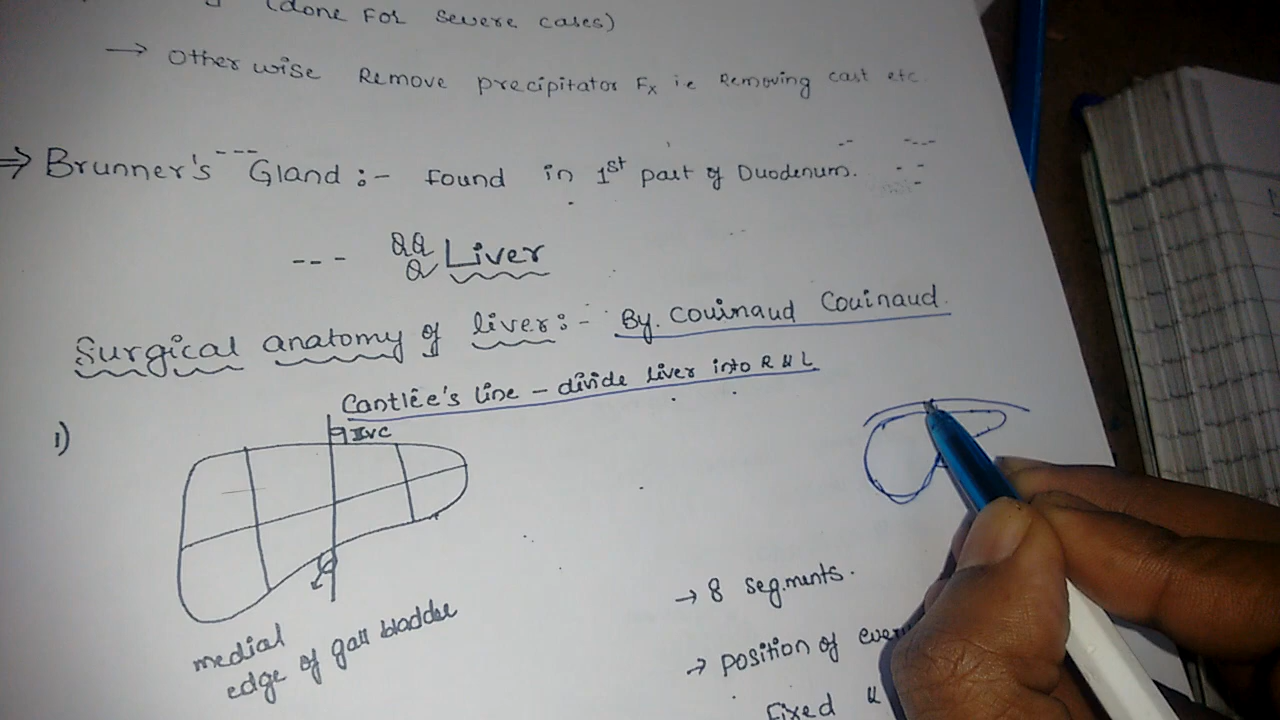 (done For severe cases)
→ Other wise Remove precipitator Fx i.e Removing cast etc.
⇒ Brunner's Gland :- found in 1st part of Duodenum.
--- Liver
Surgical anatomy of liver :- By. Couinaud Couinaud.
Cantlie's line - divide liver into R & L
1)
IVC
medial
edge of gall bladder
→ 8 segments.
→ position of
Fixed &